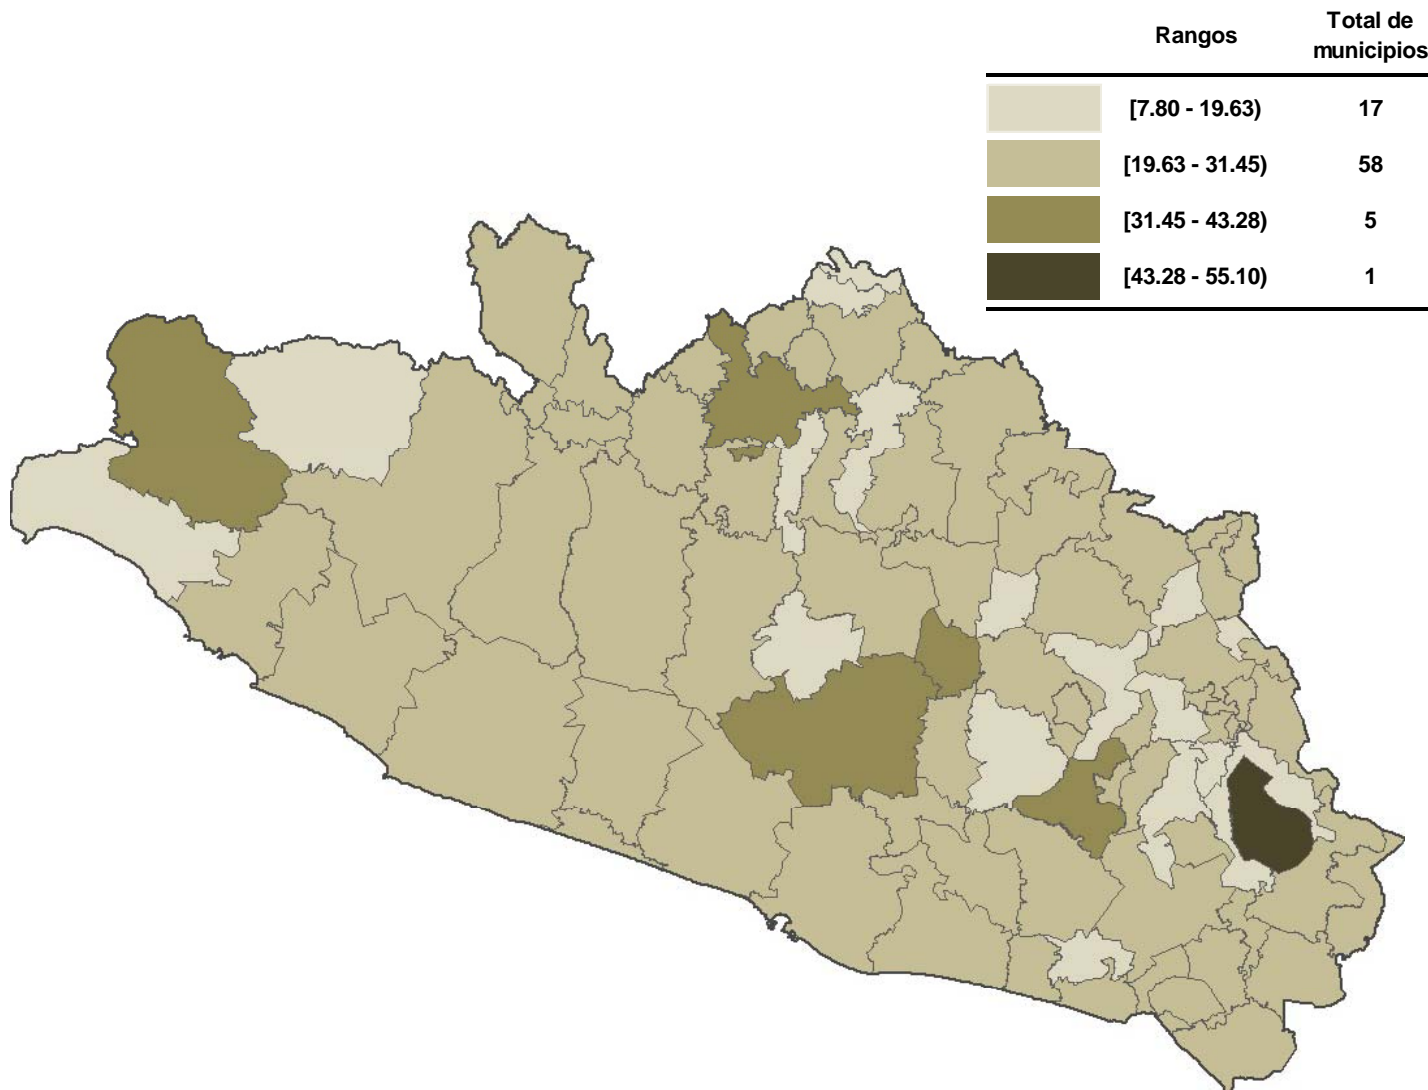 Rangos
Total de
municipios
[7.80 - 19.63) 17
[19.63 - 31.45) 58
[31.45 - 43.28) 5
[43.28 - 55.10) 1